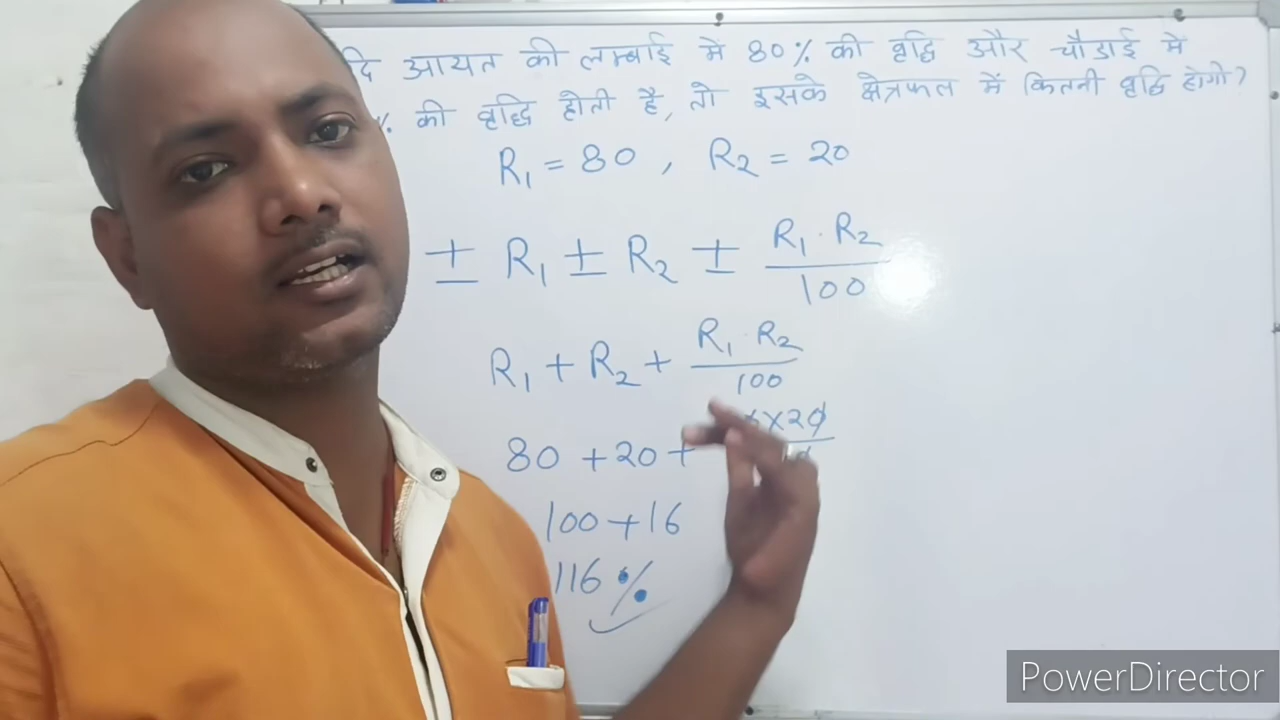 दि आयत की लम्बाई में 80% की वृद्धि और चौड़ाई में
% की वृद्धि होती है, तो इसके क्षेत्रफल में कितनी वृद्धि होगी?
R₁ = 80 , R₂ = 20
± R₁ ± R₂ ± R₁ · R₂ / 100
R₁ + R₂ + R₁ · R₂ / 100
80 + 20 + ×20
100 + 16
116 %
PowerDirector